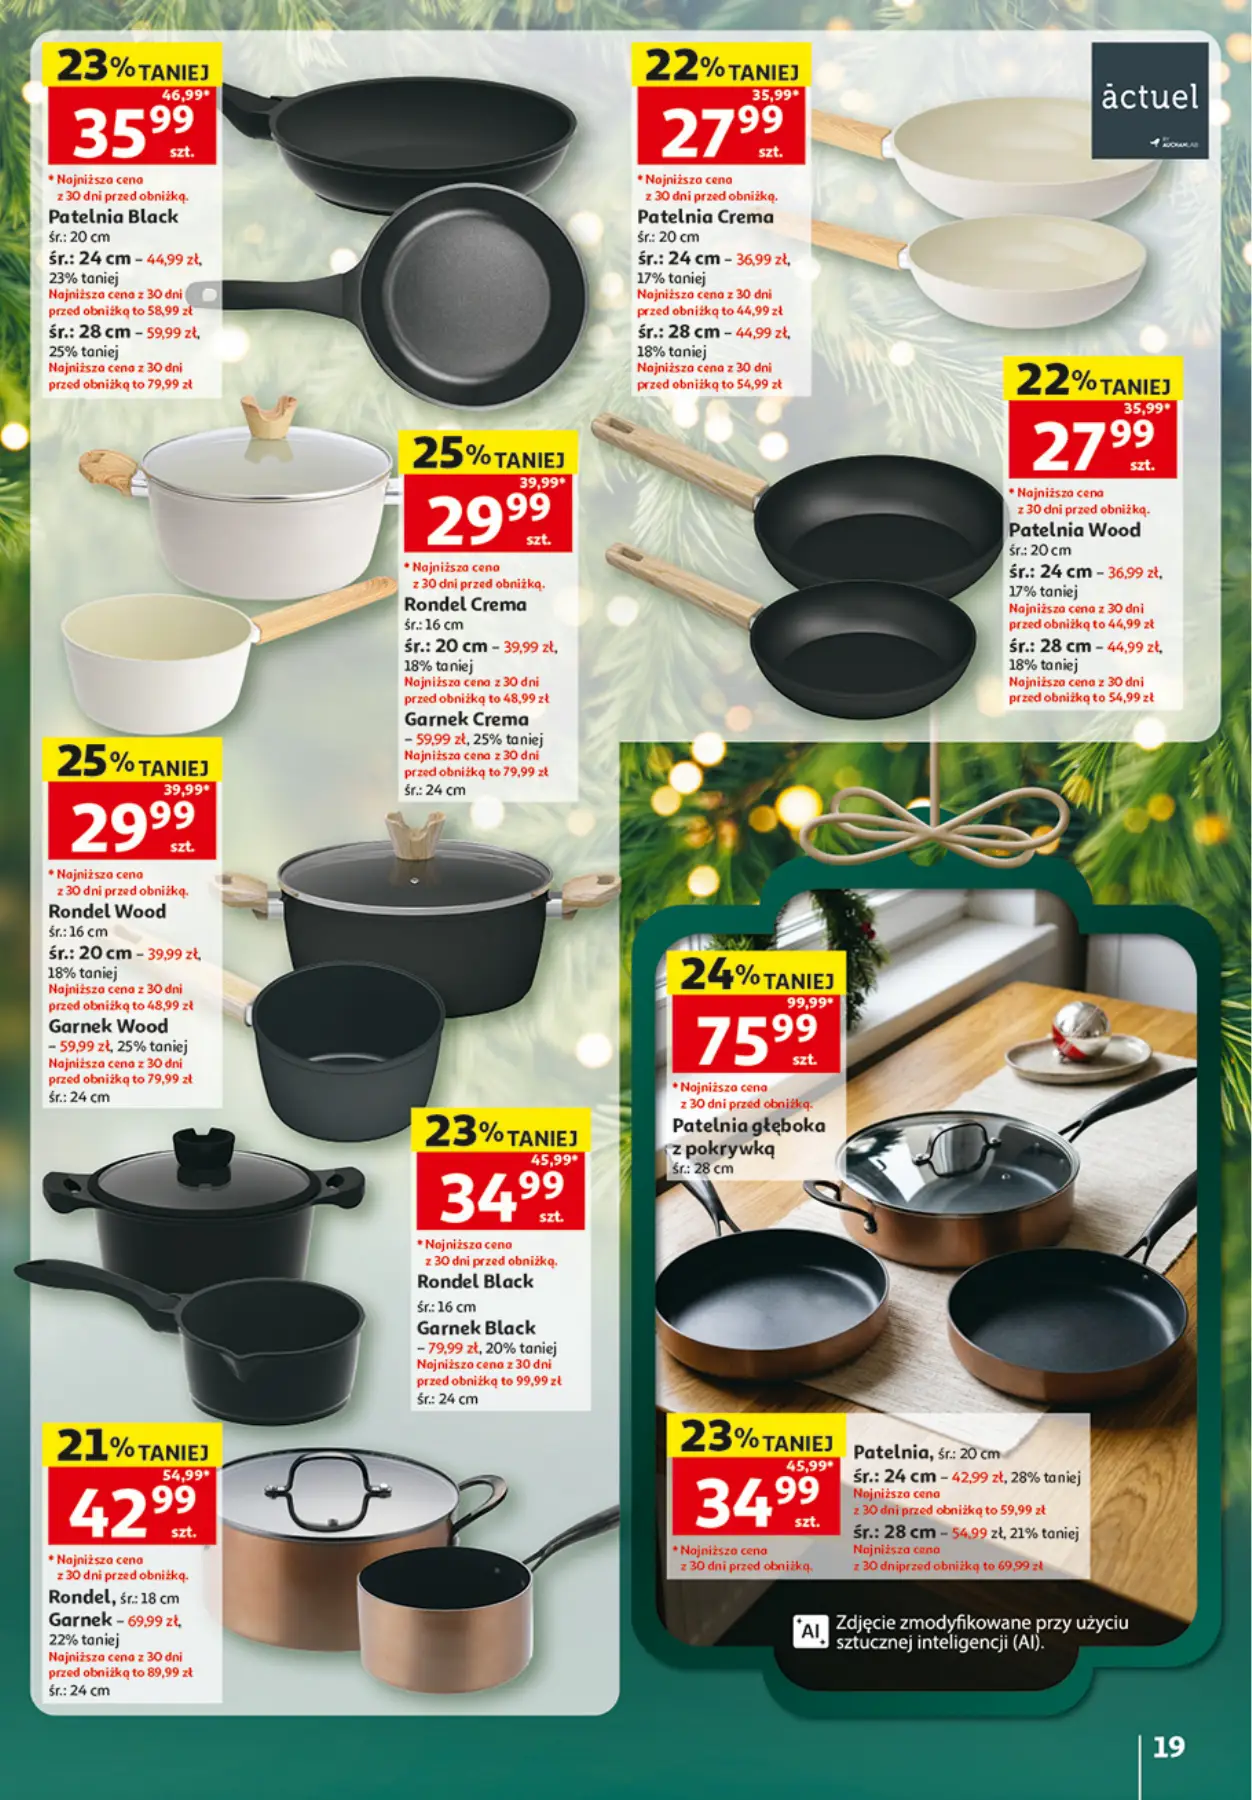 23% TANIEJ
46,99*
35 99
szt.
* Najniższa cena
z 30 dni przed obniżką.
Patelnia Black
śr.: 20 cm
śr.: 24 cm – 44,99 zł,
23% taniej
Najniższa cena z 30 dni
przed obniżką to 58,99 zł
śr.: 28 cm – 59,99 zł,
25% taniej
Najniższa cena z 30 dni
przed obniżką to 79,99 zł
22% TANIEJ
35,99*
27 99
szt.
* Najniższa cena
z 30 dni przed obniżką.
Patelnia Crema
śr.: 20 cm
śr.: 24 cm – 36,99 zł,
17% taniej
Najniższa cena z 30 dni
przed obniżką to 44,99 zł
śr.: 28 cm – 44,99 zł,
18% taniej
Najniższa cena z 30 dni
przed obniżką to 54,99 zł
āctuel
BY
AUCHAN LAB
22% TANIEJ
35,99*
27 99
szt.
* Najniższa cena
z 30 dni przed obniżką.
Patelnia Wood
śr.: 20 cm
śr.: 24 cm – 36,99 zł,
17% taniej
Najniższa cena z 30 dni
przed obniżką to 44,99 zł
śr.: 28 cm – 44,99 zł,
18% taniej
Najniższa cena z 30 dni
przed obniżką to 54,99 zł
25% TANIEJ
39,99*
29 99
szt.
* Najniższa cena
z 30 dni przed obniżką.
Rondel Crema
śr.: 16 cm
śr.: 20 cm – 39,99 zł,
18% taniej
Najniższa cena z 30 dni
przed obniżką to 48,99 zł
Garnek Crema
– 59,99 zł, 25% taniej
Najniższa cena z 30 dni
przed obniżką to 79,99 zł
śr.: 24 cm
25% TANIEJ
39,99*
29 99
szt.
* Najniższa cena
z 30 dni przed obniżką.
Rondel Wood
śr.: 16 cm
śr.: 20 cm – 39,99 zł,
18% taniej
Najniższa cena z 30 dni
przed obniżką to 48,99 zł
Garnek Wood
– 59,99 zł, 25% taniej
Najniższa cena z 30 dni
przed obniżką to 79,99 zł
śr.: 24 cm
23% TANIEJ
45,99*
34 99
szt.
* Najniższa cena
z 30 dni przed obniżką.
Rondel Black
śr.: 16 cm
Garnek Black
– 79,99 zł, 20% taniej
Najniższa cena z 30 dni
przed obniżką to 99,99 zł
śr.: 24 cm
21% TANIEJ
54,99*
42 99
szt.
* Najniższa cena
z 30 dni przed obniżką.
Rondel, śr.: 18 cm
Garnek – 69,99 zł,
22% taniej
Najniższa cena z 30 dni
przed obniżką to 89,99 zł
śr.: 24 cm
24% TANIEJ
99,99*
75 99
szt.
* Najniższa cena
z 30 dni przed obniżką.
Patelnia głęboka
z pokrywką
śr.: 28 cm
23% TANIEJ
45,99*
34 99
szt.
* Najniższa cena
z 30 dni przed obniżką.
Patelnia, śr.: 20 cm
śr.: 24 cm – 42,99 zł, 28% taniej
Najniższa cena
z 30 dni przed obniżką to 59,99 zł
śr.: 28 cm – 54,99 zł, 21% taniej
Najniższa cena
z 30 dniprzed obniżką to 69,99 zł
AI Zdjęcie zmodyfikowane przy użyciu
sztucznej inteligencji (AI).
19